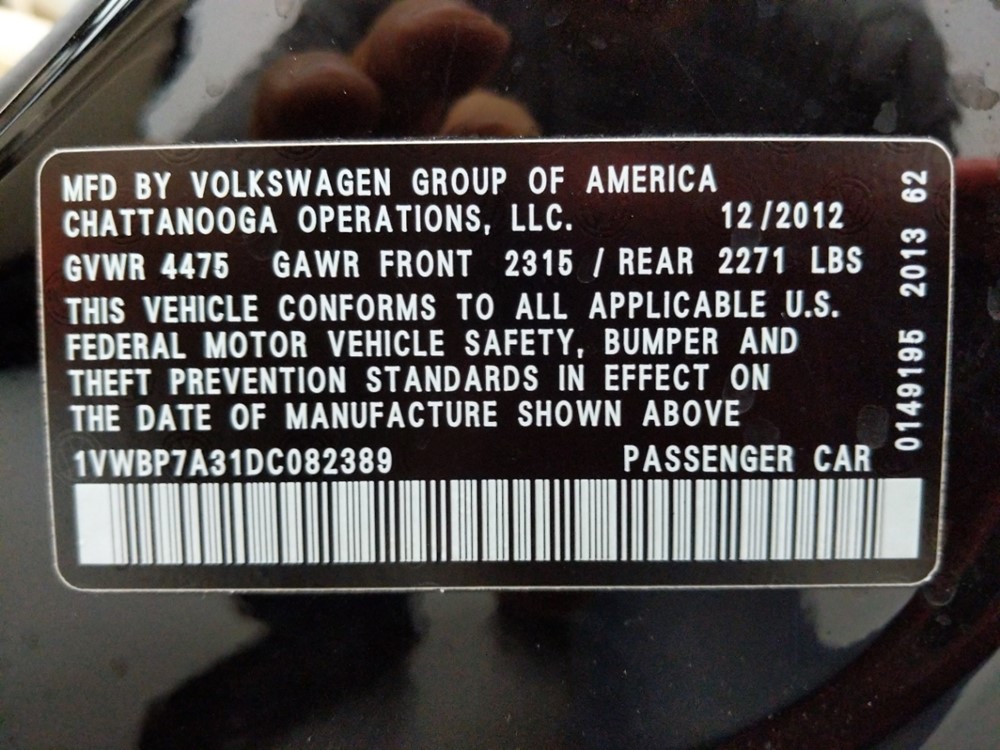 MFD BY VOLKSWAGEN GROUP OF AMERICA
CHATTANOOGA OPERATIONS, LLC. 12/2012
GVWR 4475 GAWR FRONT 2315 / REAR 2271 LBS
THIS VEHICLE CONFORMS TO ALL APPLICABLE U.S.
FEDERAL MOTOR VEHICLE SAFETY, BUMPER AND
THEFT PREVENTION STANDARDS IN EFFECT ON
THE DATE OF MANUFACTURE SHOWN ABOVE
1VWBP7A31DC082389 PASSENGER CAR
0149195 2013 62